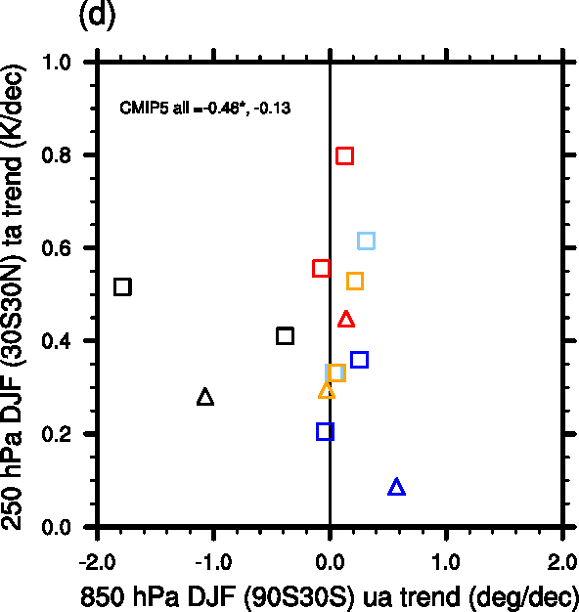 (d)
250 hPa DJF (30S30N) ta trend (K/dec)
1.0
CMIP5 all =-0.46*, -0.13
0.8
0.6
0.4
0.2
0.0
-2.0 -1.0 0.0 1.0 2.0
850 hPa DJF (90S30S) ua trend (deg/dec)